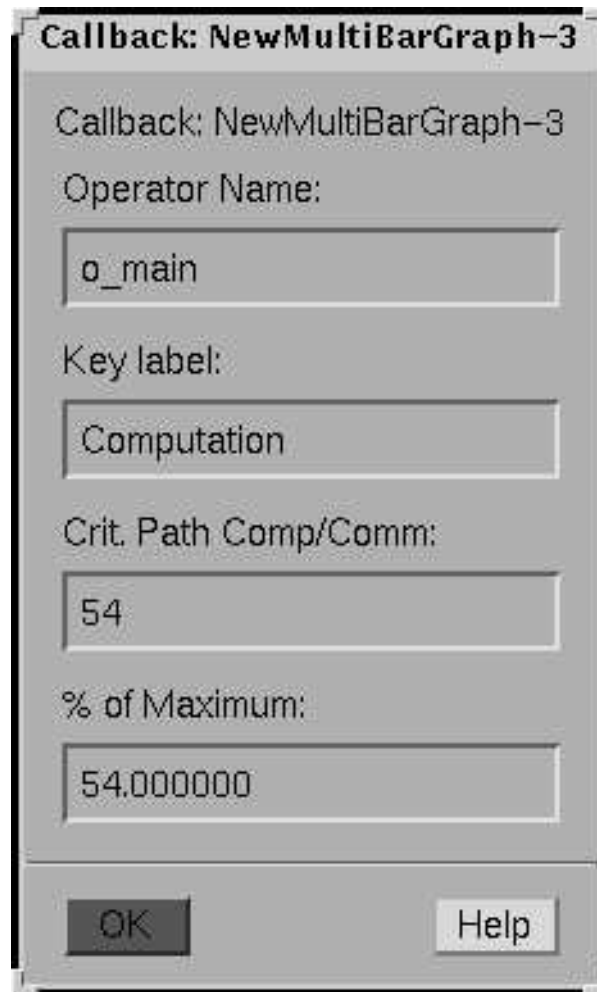 Callback: NewMultiBarGraph-3
Callback: NewMultiBarGraph-3
Operator Name:
o_main
Key label:
Computation
Crit. Path Comp/Comm:
54
% of Maximum:
54.000000
OK Help